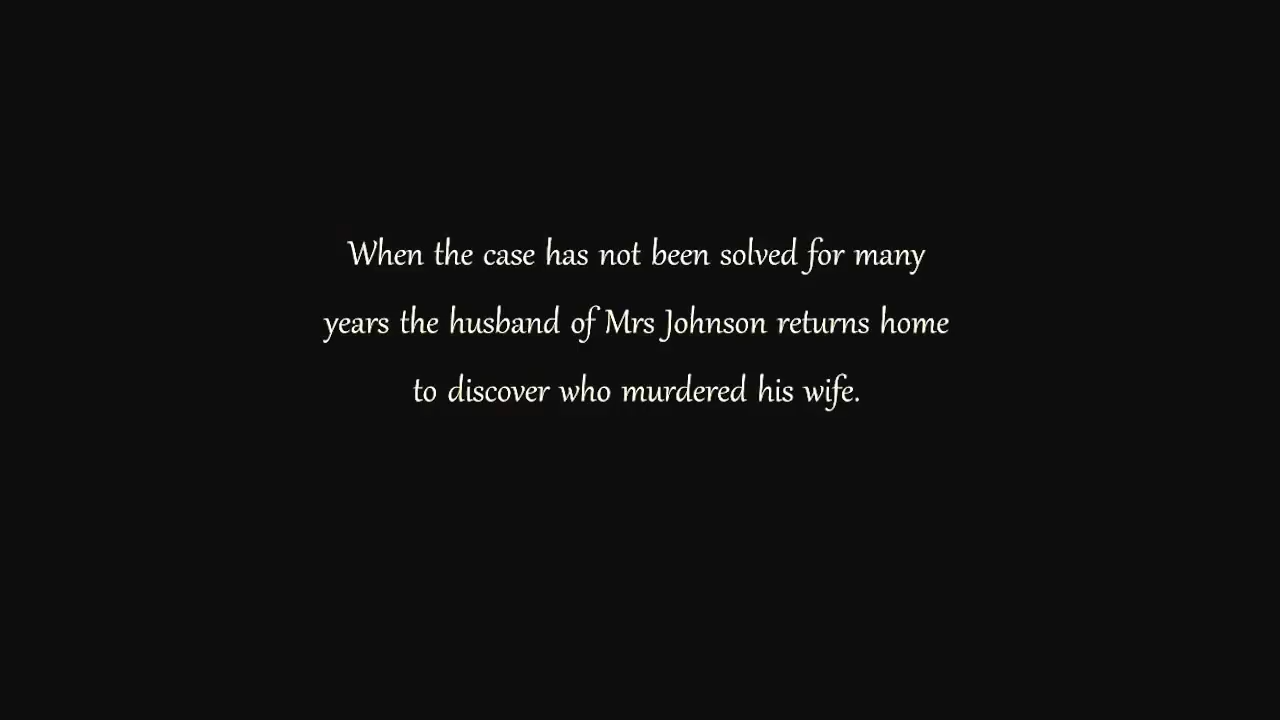 When the case has not been solved for many
years the husband of Mrs Johnson returns home
to discover who murdered his wife.